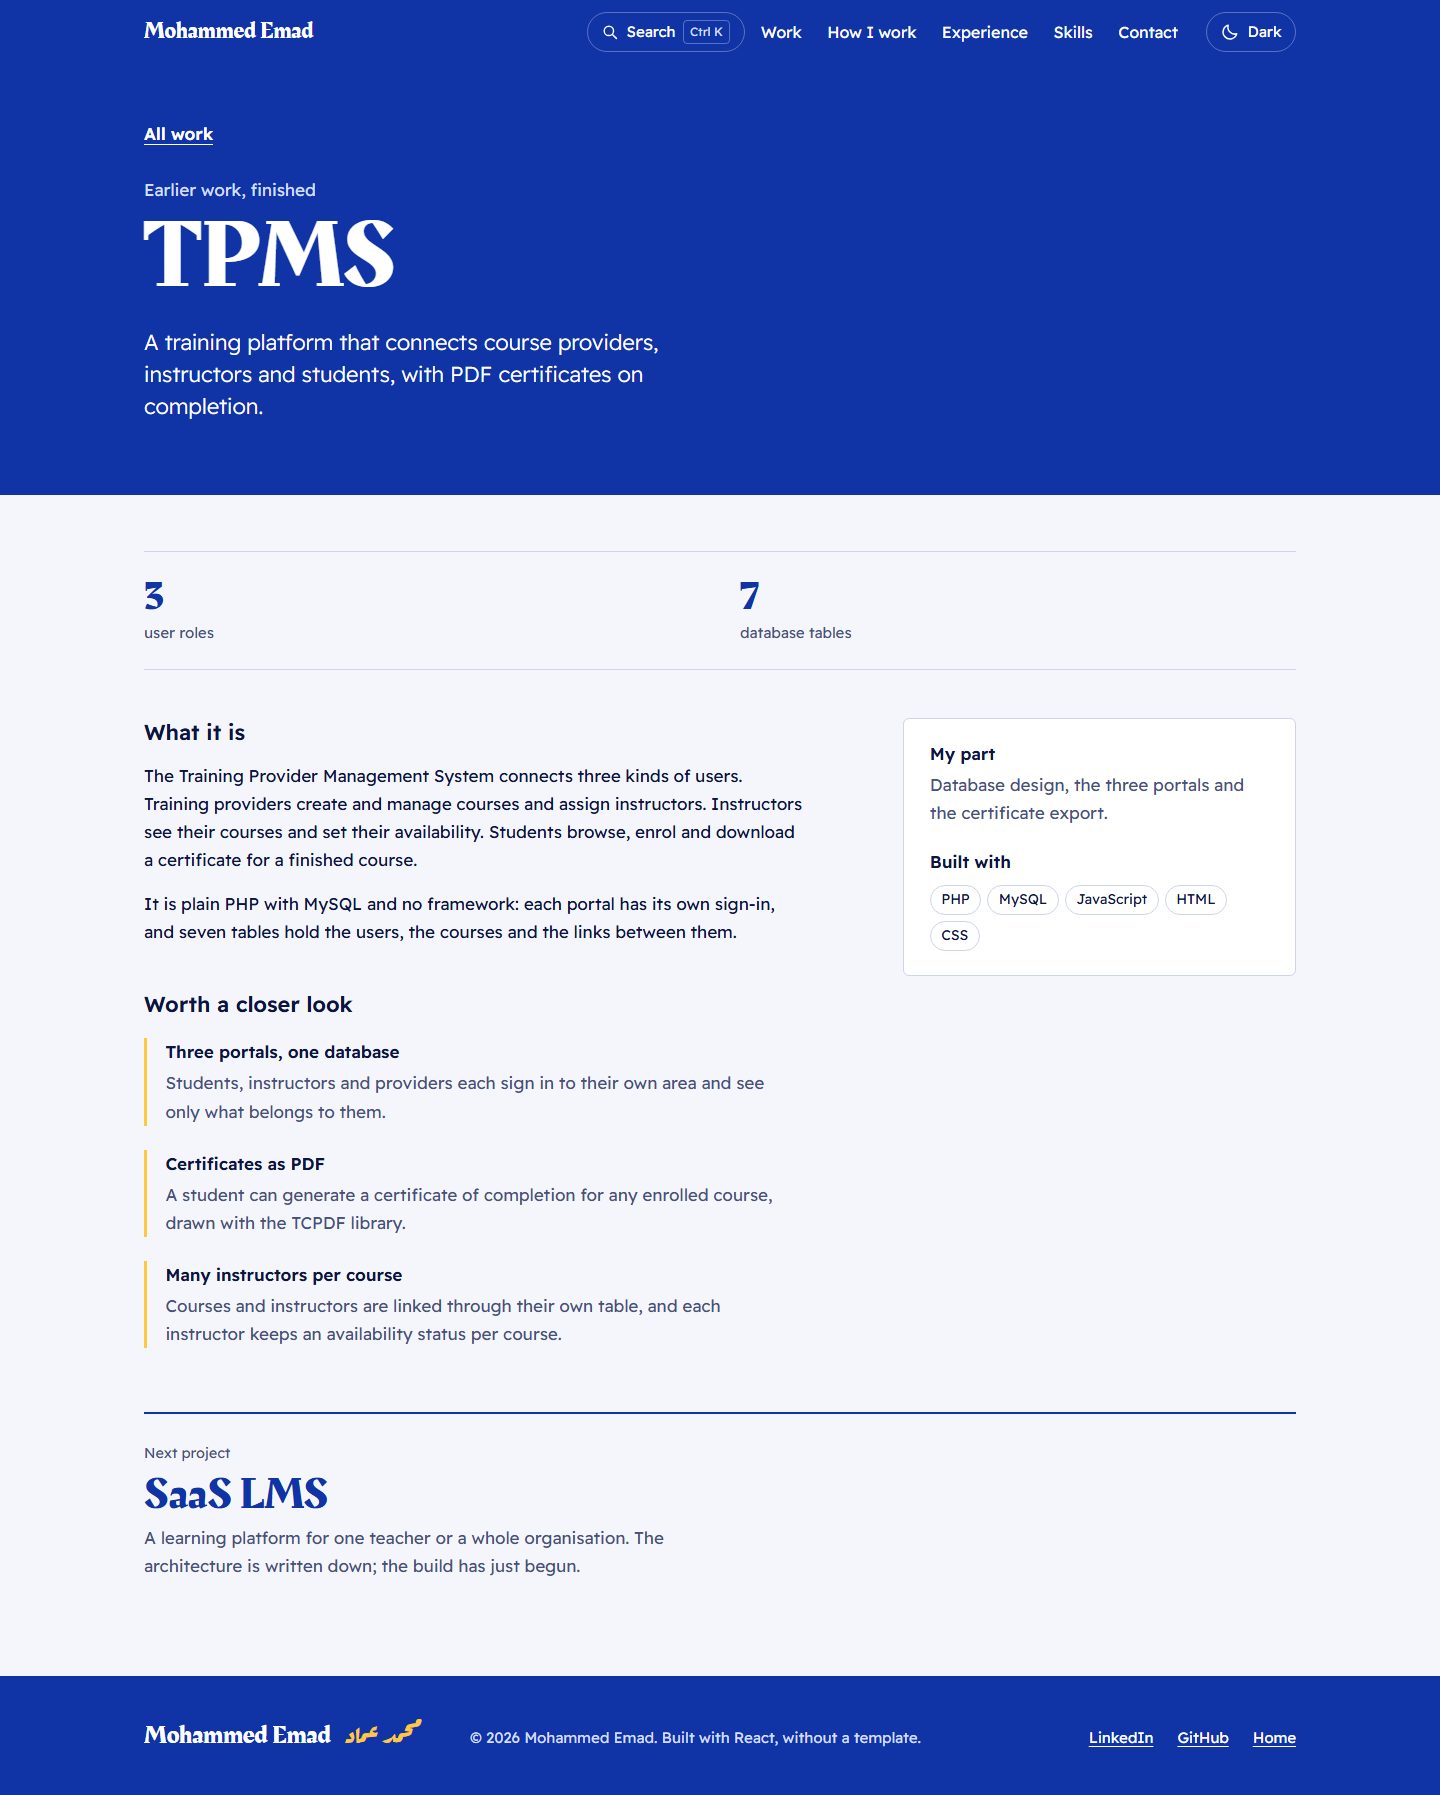 Mohammed Emad
Search Ctrl K
Work
How I work
Experience
Skills
Contact
Dark
All work
Earlier work, finished
TPMS
A training platform that connects course providers,
instructors and students, with PDF certificates on
completion.
3
user roles
7
database tables
What it is
The Training Provider Management System connects three kinds of users.
Training providers create and manage courses and assign instructors. Instructors
see their courses and set their availability. Students browse, enrol and download
a certificate for a finished course.
It is plain PHP with MySQL and no framework: each portal has its own sign-in,
and seven tables hold the users, the courses and the links between them.
My part
Database design, the three portals and
the certificate export.
Built with
PHP
MySQL
JavaScript
HTML
CSS
Worth a closer look
Three portals, one database
Students, instructors and providers each sign in to their own area and see
only what belongs to them.
Certificates as PDF
A student can generate a certificate of completion for any enrolled course,
drawn with the TCPDF library.
Many instructors per course
Courses and instructors are linked through their own table, and each
instructor keeps an availability status per course.
Next project
SaaS LMS
A learning platform for one teacher or a whole organisation. The
architecture is written down; the build has just begun.
Mohammed Emad محمد عماد
© 2026 Mohammed Emad. Built with React, without a template.
LinkedIn
GitHub
Home